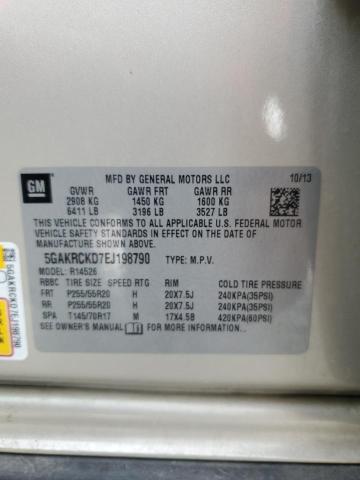 GM
MFD BY GENERAL MOTORS LLC
10/13
GVWR GAWR FRT GAWR RR
2908 KG 1450 KG 1600 KG
6411 LB 3196 LB 3527 LB
THIS VEHICLE CONFORMS TO ALL APPLICABLE U.S. FEDERAL MOTOR
VEHICLE SAFETY STANDARDS IN EFFECT ON THE DATE OF
MANUFACTURE SHOWN ABOVE.
5GAKRCKD7EJ198790 TYPE: M.P.V.
MODEL: R14526
RBBC TIRE SIZE SPEED RTG RIM COLD TIRE PRESSURE
FRT P255/55R20 H 20X7.5J 240KPA(35PSI)
RR P255/55R20 H 20X7.5J 240KPA(35PSI)
SPA T145/70R17 M 17X4.5B 420KPA(60PSI)
SEE OWNER'S MANUAL FOR MORE INFORMATION.
5GAKRCKD7EJ198790